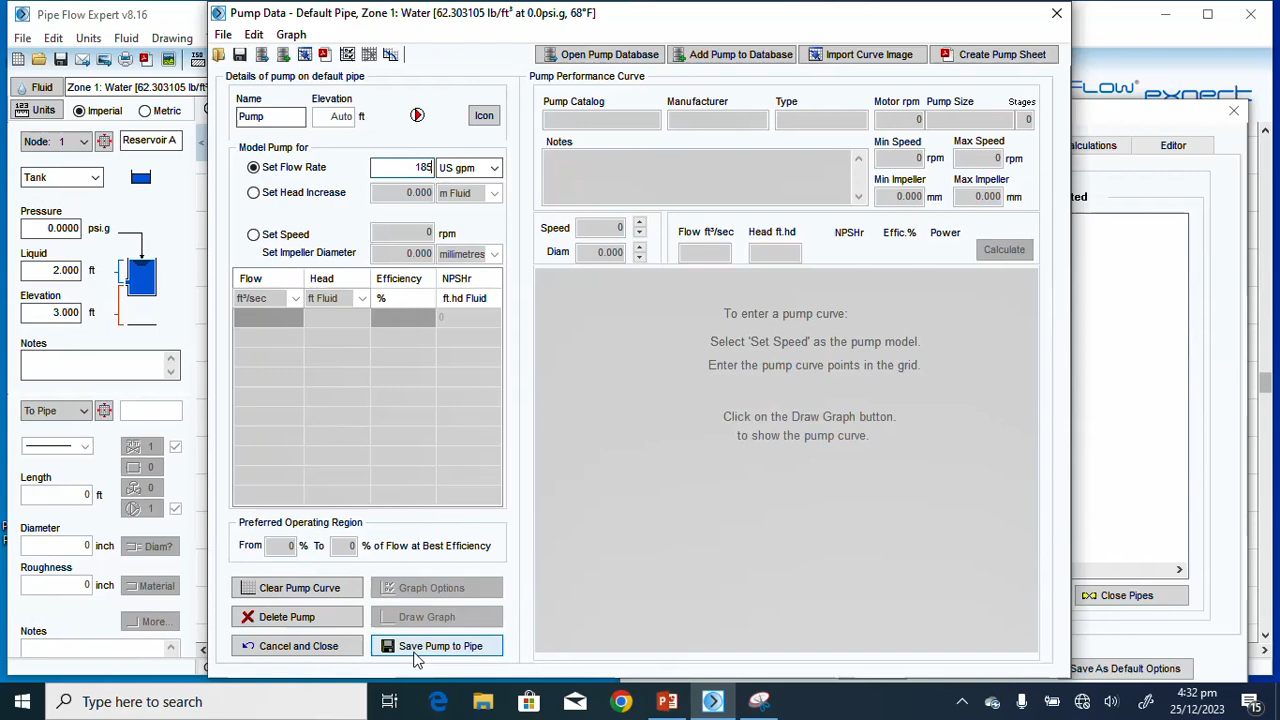 Pipe Flow Expert v8.16
File Edit Units Fluid Drawing
Fluid Zone 1: Water [62.303105 lb/ft³
Units Imperial Metric
Node: 1 Reservoir A
Tank
Pressure
0.0000 psi.g
Liquid
2.000 ft
Elevation
3.000 ft
Notes
To Pipe
1
0
Length
0 ft
0
1
Diameter
0 inch Diam?
Roughness
0 inch Material
More...
Notes
Pump Data - Default Pipe, Zone 1: Water [62.303105 lb/ft³ at 0.0psi.g, 68°F]
File Edit Graph
Open Pump Database Add Pump to Database Import Curve Image Create Pump Sheet
Details of pump on default pipe
Name Elevation
Pump Auto ft Icon
Model Pump for
Set Flow Rate 185 US gpm
Set Head Increase 0.000 m Fluid
Set Speed 0 rpm
Set Impeller Diameter 0.000 millimetres
Flow Head Efficiency NPSHr
ft³/sec ft Fluid % ft.hd Fluid
0
Preferred Operating Region
From 0 % To 0 % of Flow at Best Efficiency
Clear Pump Curve Graph Options
Delete Pump Draw Graph
Cancel and Close Save Pump to Pipe
Pump Performance Curve
Pump Catalog Manufacturer Type Motor rpm Pump Size Stages
0 0
Notes Min Speed Max Speed
0 rpm 0 rpm
Min Impeller Max Impeller
0.000 mm 0.000 mm
Speed 0 Flow ft³/sec Head ft.hd NPSHr Effic.% Power
Diam 0.000 Calculate
To enter a pump curve:
Select 'Set Speed' as the pump model.
Enter the pump curve points in the grid.
Click on the Draw Graph button.
to show the pump curve.
FLOW expert
Calculations Editor
Close Pipes
Save As Default Options
Type here to search
4:32 pm
25/12/2023
15